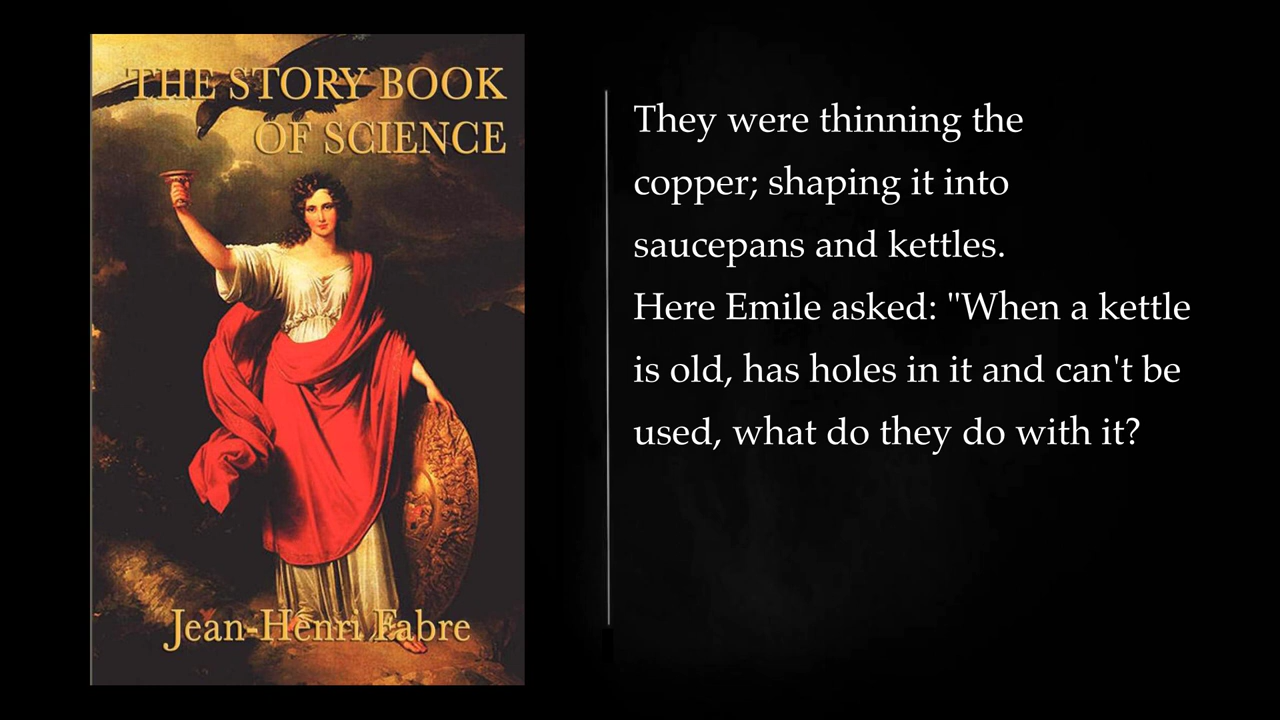 THE STORY BOOK
OF SCIENCE
Jean-Henri Fabre
They were thinning the
copper; shaping it into
saucepans and kettles.
Here Emile asked: "When a kettle
is old, has holes in it and can't be
used, what do they do with it?